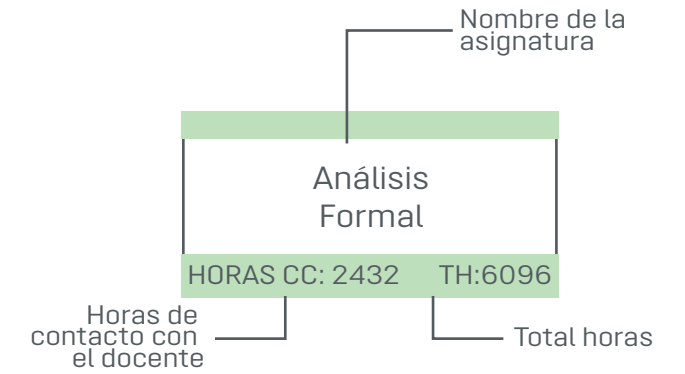 Nombre de la
asignatura
Análisis
Formal
HORAS CC: 2432 TH:6096
Horas de
contacto con
el docente
Total horas